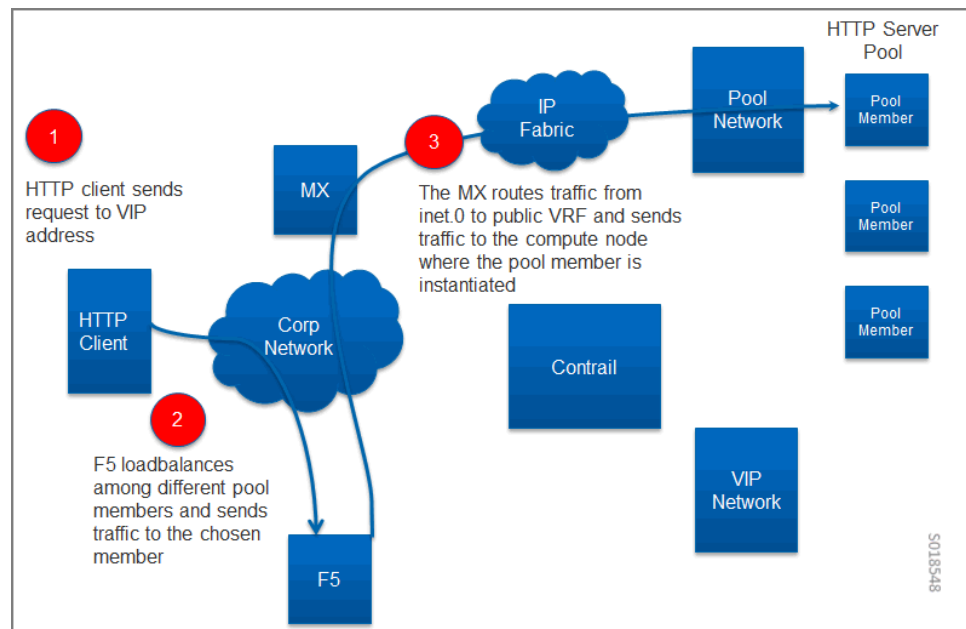 HTTP Server
Pool
1
HTTP client sends
request to VIP
address
MX
3
IP
Fabric
Pool
Network
Pool
Member
The MX routes traffic from
inet.0 to public VRF and sends
traffic to the compute node
where the pool member is
instantiated
Pool
Member
HTTP
Client
Corp
Network
Contrail
Pool
Member
2
F5 loadbalances
among different pool
members and sends
traffic to the chosen
member
F5
VIP
Network
S018548